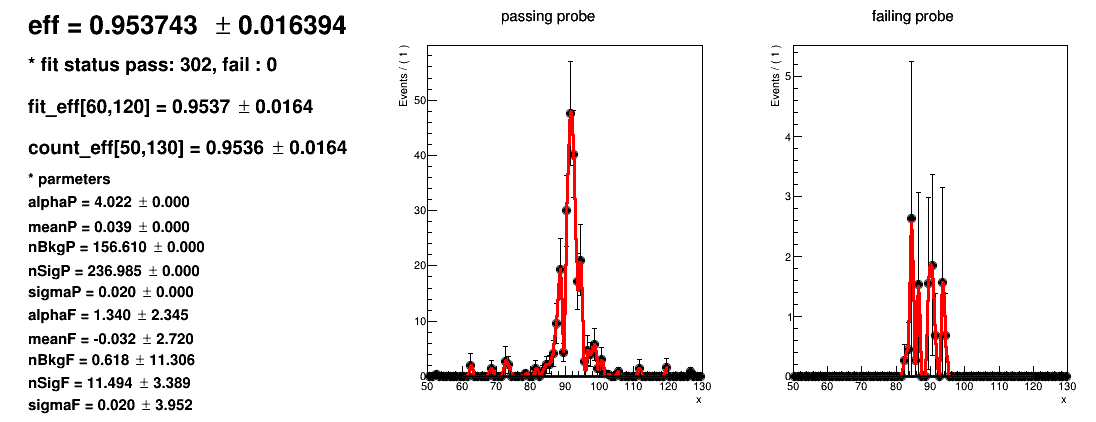 eff = 0.953743 ± 0.016394
* fit status pass: 302, fail : 0
fit_eff[60,120] = 0.9537 ± 0.0164
count_eff[50,130] = 0.9536 ± 0.0164
* parmeters
alphaP = 4.022 ± 0.000
meanP = 0.039 ± 0.000
nBkgP = 156.610 ± 0.000
nSigP = 236.985 ± 0.000
sigmaP = 0.020 ± 0.000
alphaF = 1.340 ± 2.345
meanF = -0.032 ± 2.720
nBkgF = 0.618 ± 11.306
nSigF = 11.494 ± 3.389
sigmaF = 0.020 ± 3.952
passing probe
Events / ( 1 )
50
40
30
20
10
0
50 60 70 80 90 100 110 120 130
x
failing probe
Events / ( 1 )
5
4
3
2
1
0
50 60 70 80 90 100 110 120 130
x